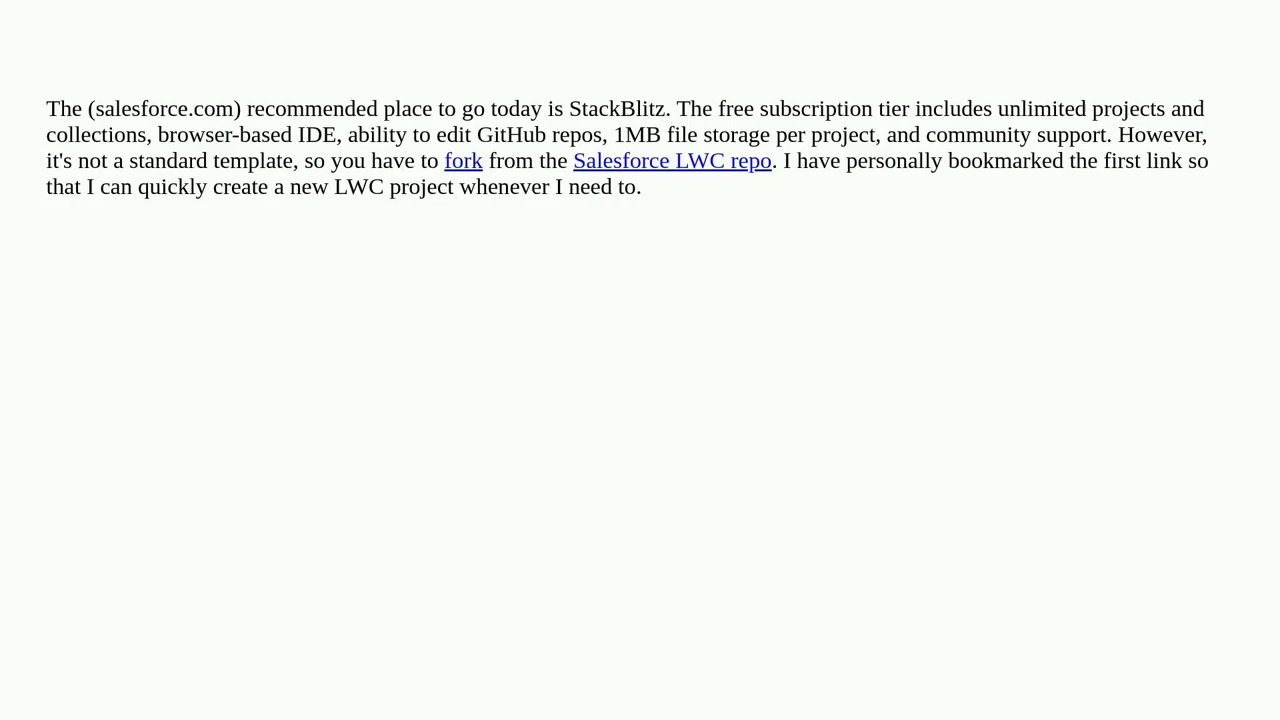 The (salesforce.com) recommended place to go today is StackBlitz. The free subscription tier includes unlimited projects and
collections, browser-based IDE, ability to edit GitHub repos, 1MB file storage per project, and community support. However,
it's not a standard template, so you have to fork from the Salesforce LWC repo. I have personally bookmarked the first link so
that I can quickly create a new LWC project whenever I need to.